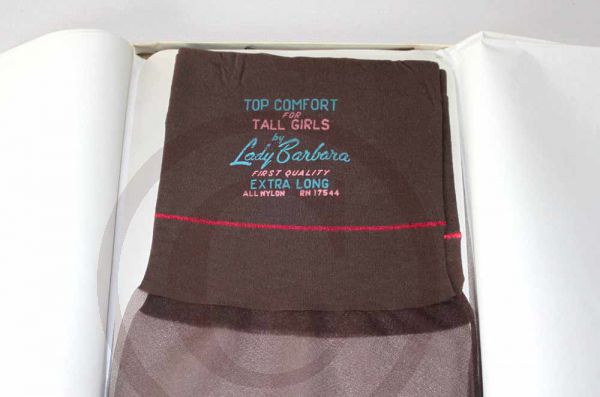 TOP COMFORT
FOR
TALL GIRLS
by
Lady Barbara
FIRST QUALITY
EXTRA LONG
ALL NYLON RN 17544